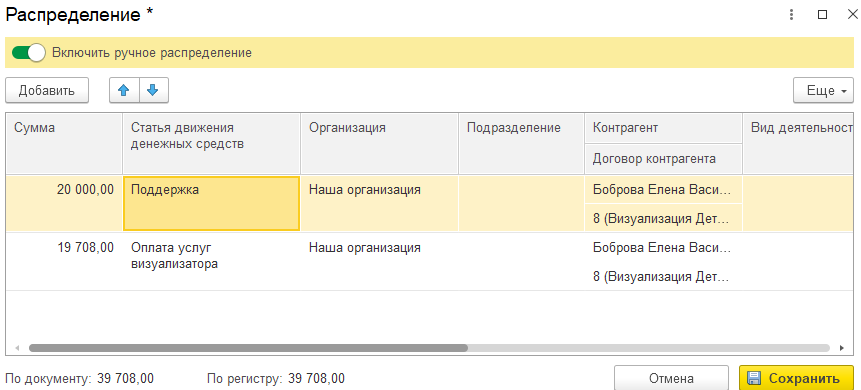 Распределение *
Включить ручное распределение
Добавить
Еще
Сумма
Статья движения
денежных средств
Организация
Подразделение
Контрагент
Договор контрагента
Вид деятельност
20 000,00
Поддержка
Наша организация
Боброва Елена Васи...
8 (Визуализация Дет...
19 708,00
Оплата услуг
визуализатора
Наша организация
Боброва Елена Васи...
8 (Визуализация Дет...
По документу: 39 708,00
По регистру: 39 708,00
Отмена
Сохранить